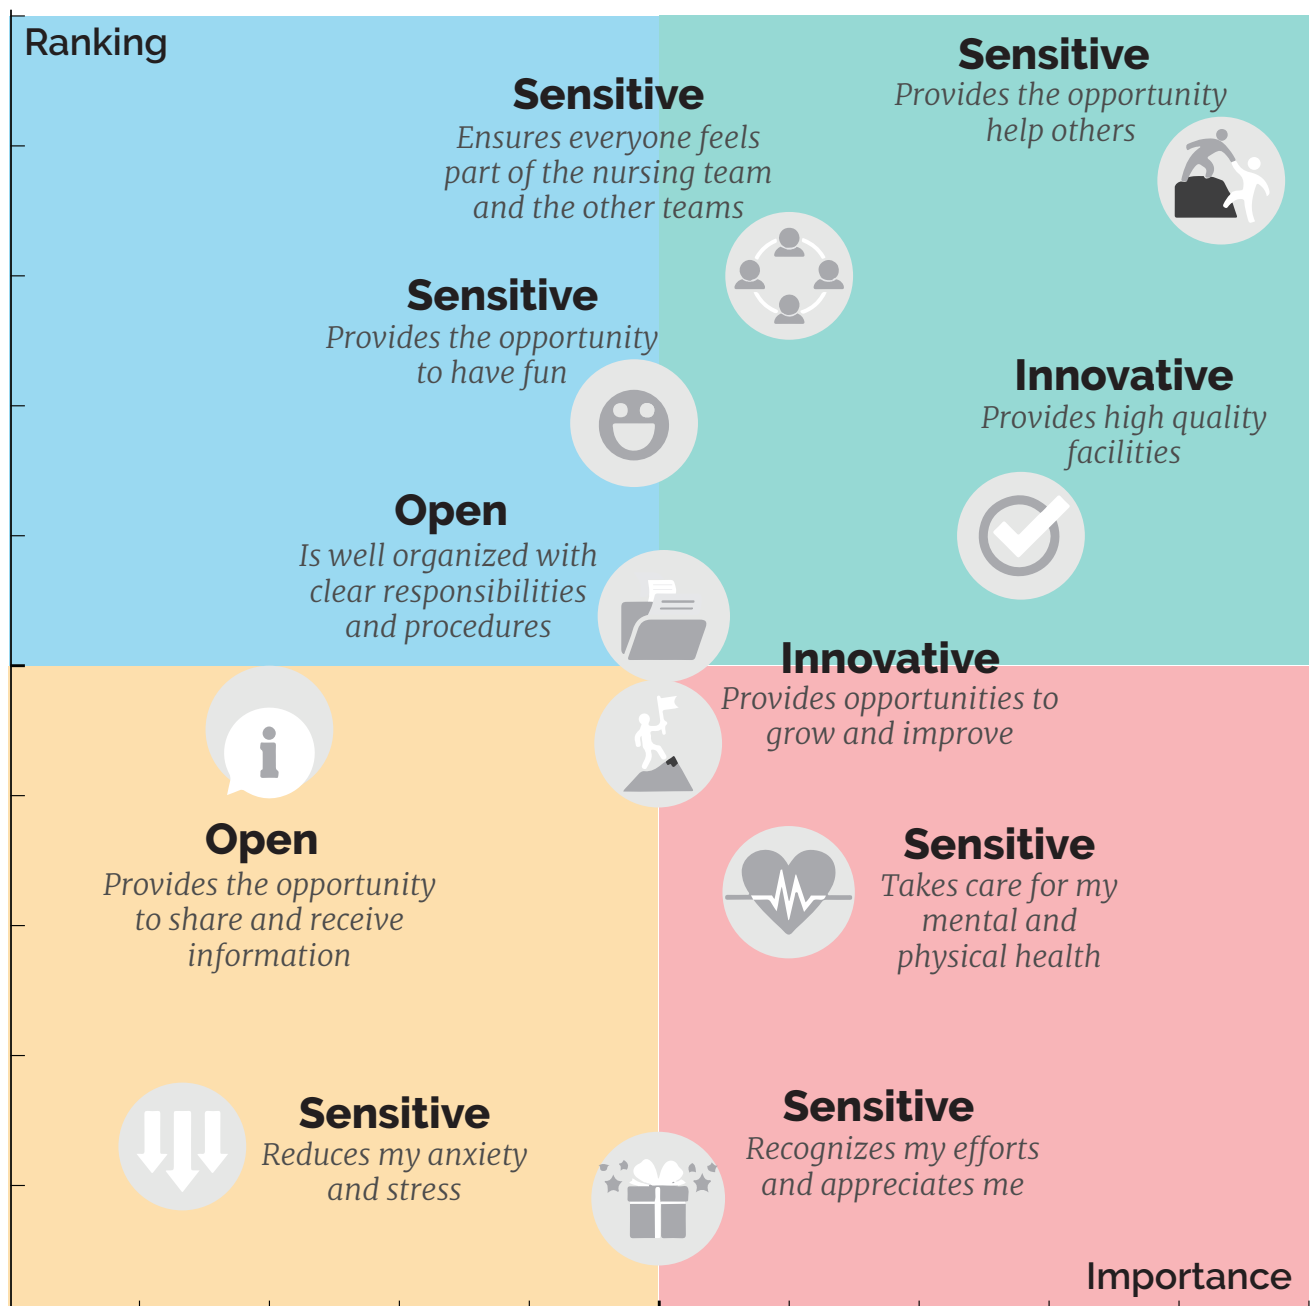 Ranking
Sensitive
Provides the opportunity
help others
Sensitive
Ensures everyone feels
part of the nursing team
and the other teams
Sensitive
Provides the opportunity
to have fun
Innovative
Provides high quality
facilities
Open
Is well organized with
clear responsibilities
and procedures
Innovative
Provides opportunities to
grow and improve
i
Open
Provides the opportunity
to share and receive
information
Sensitive
Takes care for my
mental and
physical health
Sensitive
Reduces my anxiety
and stress
Sensitive
Recognizes my efforts
and appreciates me
Importance